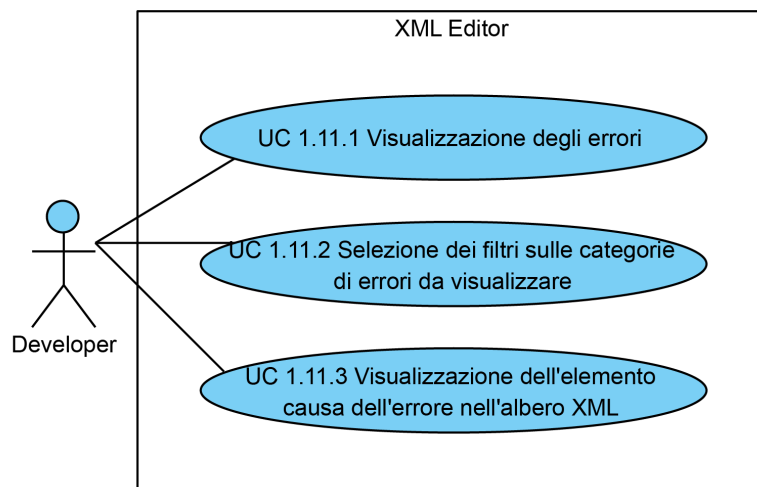 XML Editor
UC 1.11.1 Visualizzazione degli errori
UC 1.11.2 Selezione dei filtri sulle categorie
di errori da visualizzare
Developer
UC 1.11.3 Visualizzazione dell'elemento
causa dell'errore nell'albero XML